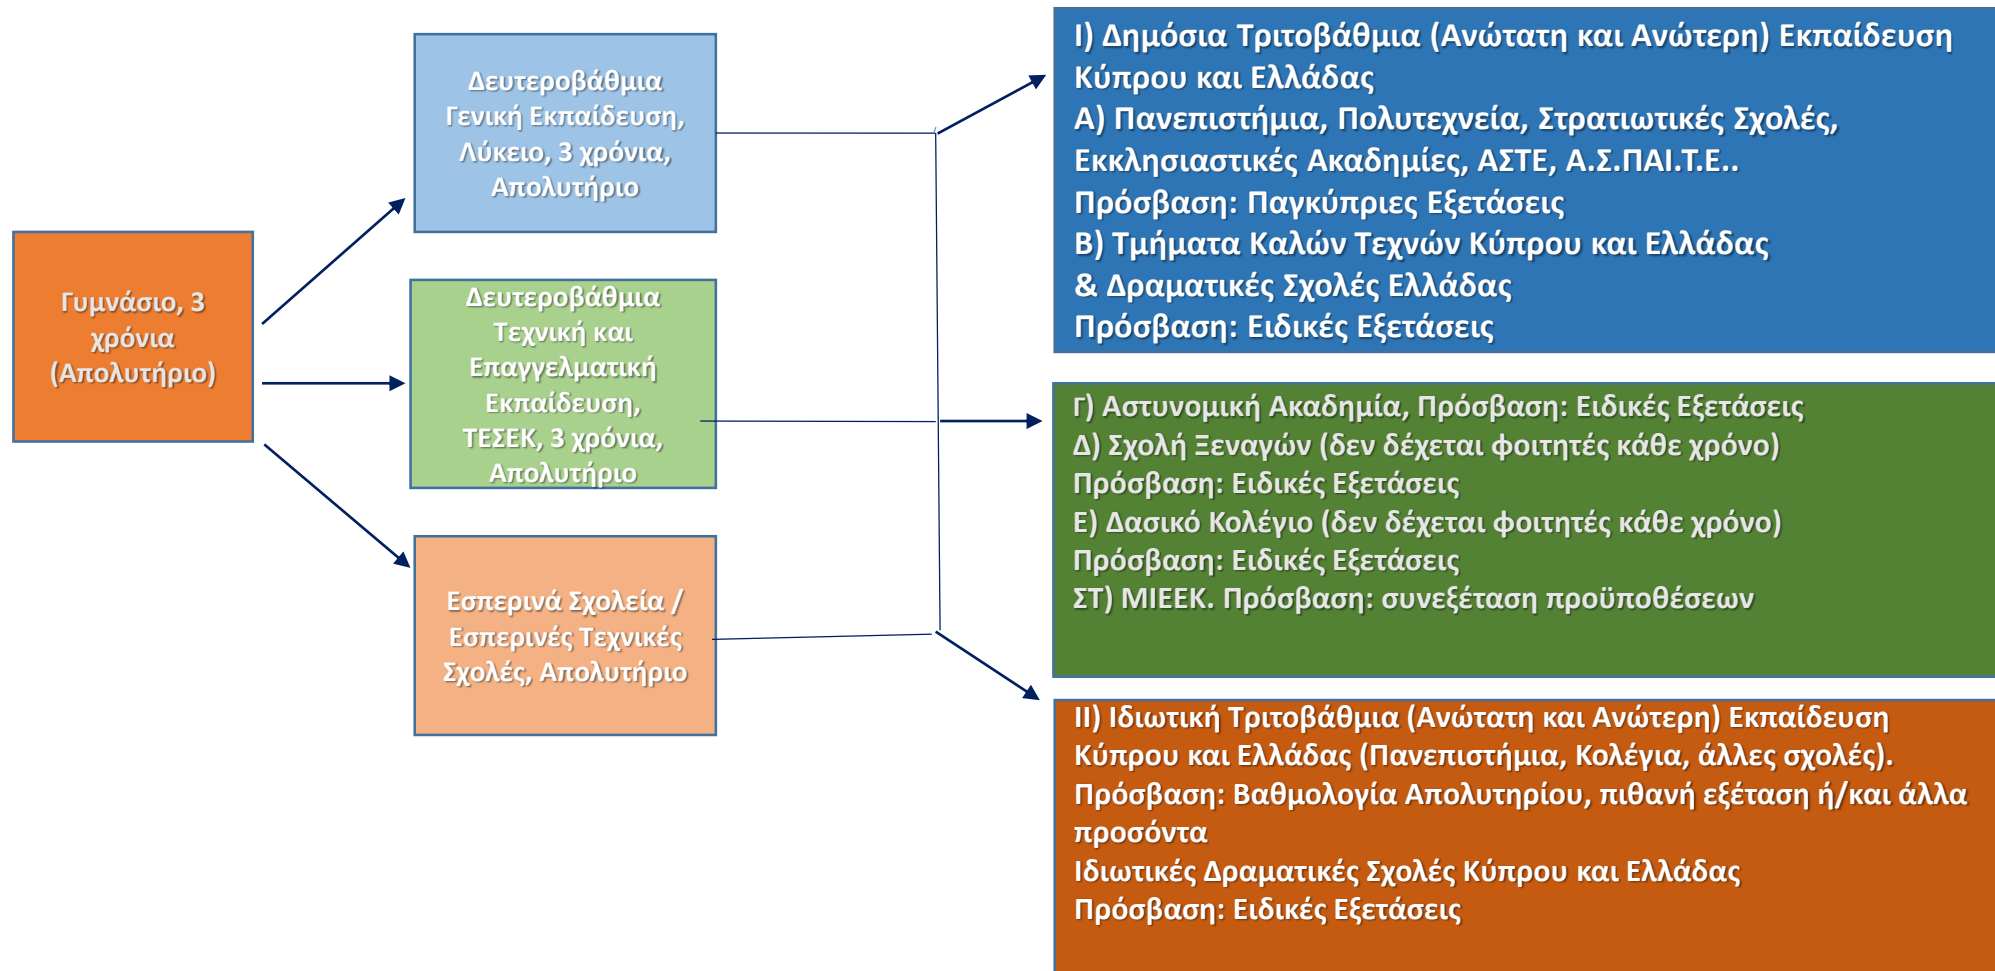 Γυμνάσιο, 3
χρόνια
(Απολυτήριο)
Δευτεροβάθμια
Γενική Εκπαίδευση,
Λύκειο, 3 χρόνια,
Απολυτήριο
Δευτεροβάθμια
Τεχνική και
Επαγγελματική
Εκπαίδευση,
ΤΕΣΕΚ, 3 χρόνια,
Απολυτήριο
Εσπερινά Σχολεία /
Εσπερινές Τεχνικές
Σχολές, Απολυτήριο
Ι) Δημόσια Τριτοβάθμια (Ανώτατη και Ανώτερη) Εκπαίδευση
Κύπρου και Ελλάδας
Α) Πανεπιστήμια, Πολυτεχνεία, Στρατιωτικές Σχολές,
Εκκλησιαστικές Ακαδημίες, ΑΣΤΕ, Α.Σ.ΠΑΙ.Τ.Ε..
Πρόσβαση: Παγκύπριες Εξετάσεις
Β) Τμήματα Καλών Τεχνών Κύπρου και Ελλάδας
& Δραματικές Σχολές Ελλάδας
Πρόσβαση: Ειδικές Εξετάσεις
Γ) Αστυνομική Ακαδημία, Πρόσβαση: Ειδικές Εξετάσεις
Δ) Σχολή Ξεναγών (δεν δέχεται φοιτητές κάθε χρόνο)
Πρόσβαση: Ειδικές Εξετάσεις
Ε) Δασικό Κολέγιο (δεν δέχεται φοιτητές κάθε χρόνο)
Πρόσβαση: Ειδικές Εξετάσεις
ΣΤ) ΜΙΕΕΚ. Πρόσβαση: συνεξέταση προϋποθέσεων
ΙΙ) Ιδιωτική Τριτοβάθμια (Ανώτατη και Ανώτερη) Εκπαίδευση
Κύπρου και Ελλάδας (Πανεπιστήμια, Κολέγια, άλλες σχολές).
Πρόσβαση: Βαθμολογία Απολυτηρίου, πιθανή εξέταση ή/και άλλα
προσόντα
Ιδιωτικές Δραματικές Σχολές Κύπρου και Ελλάδας
Πρόσβαση: Ειδικές Εξετάσεις